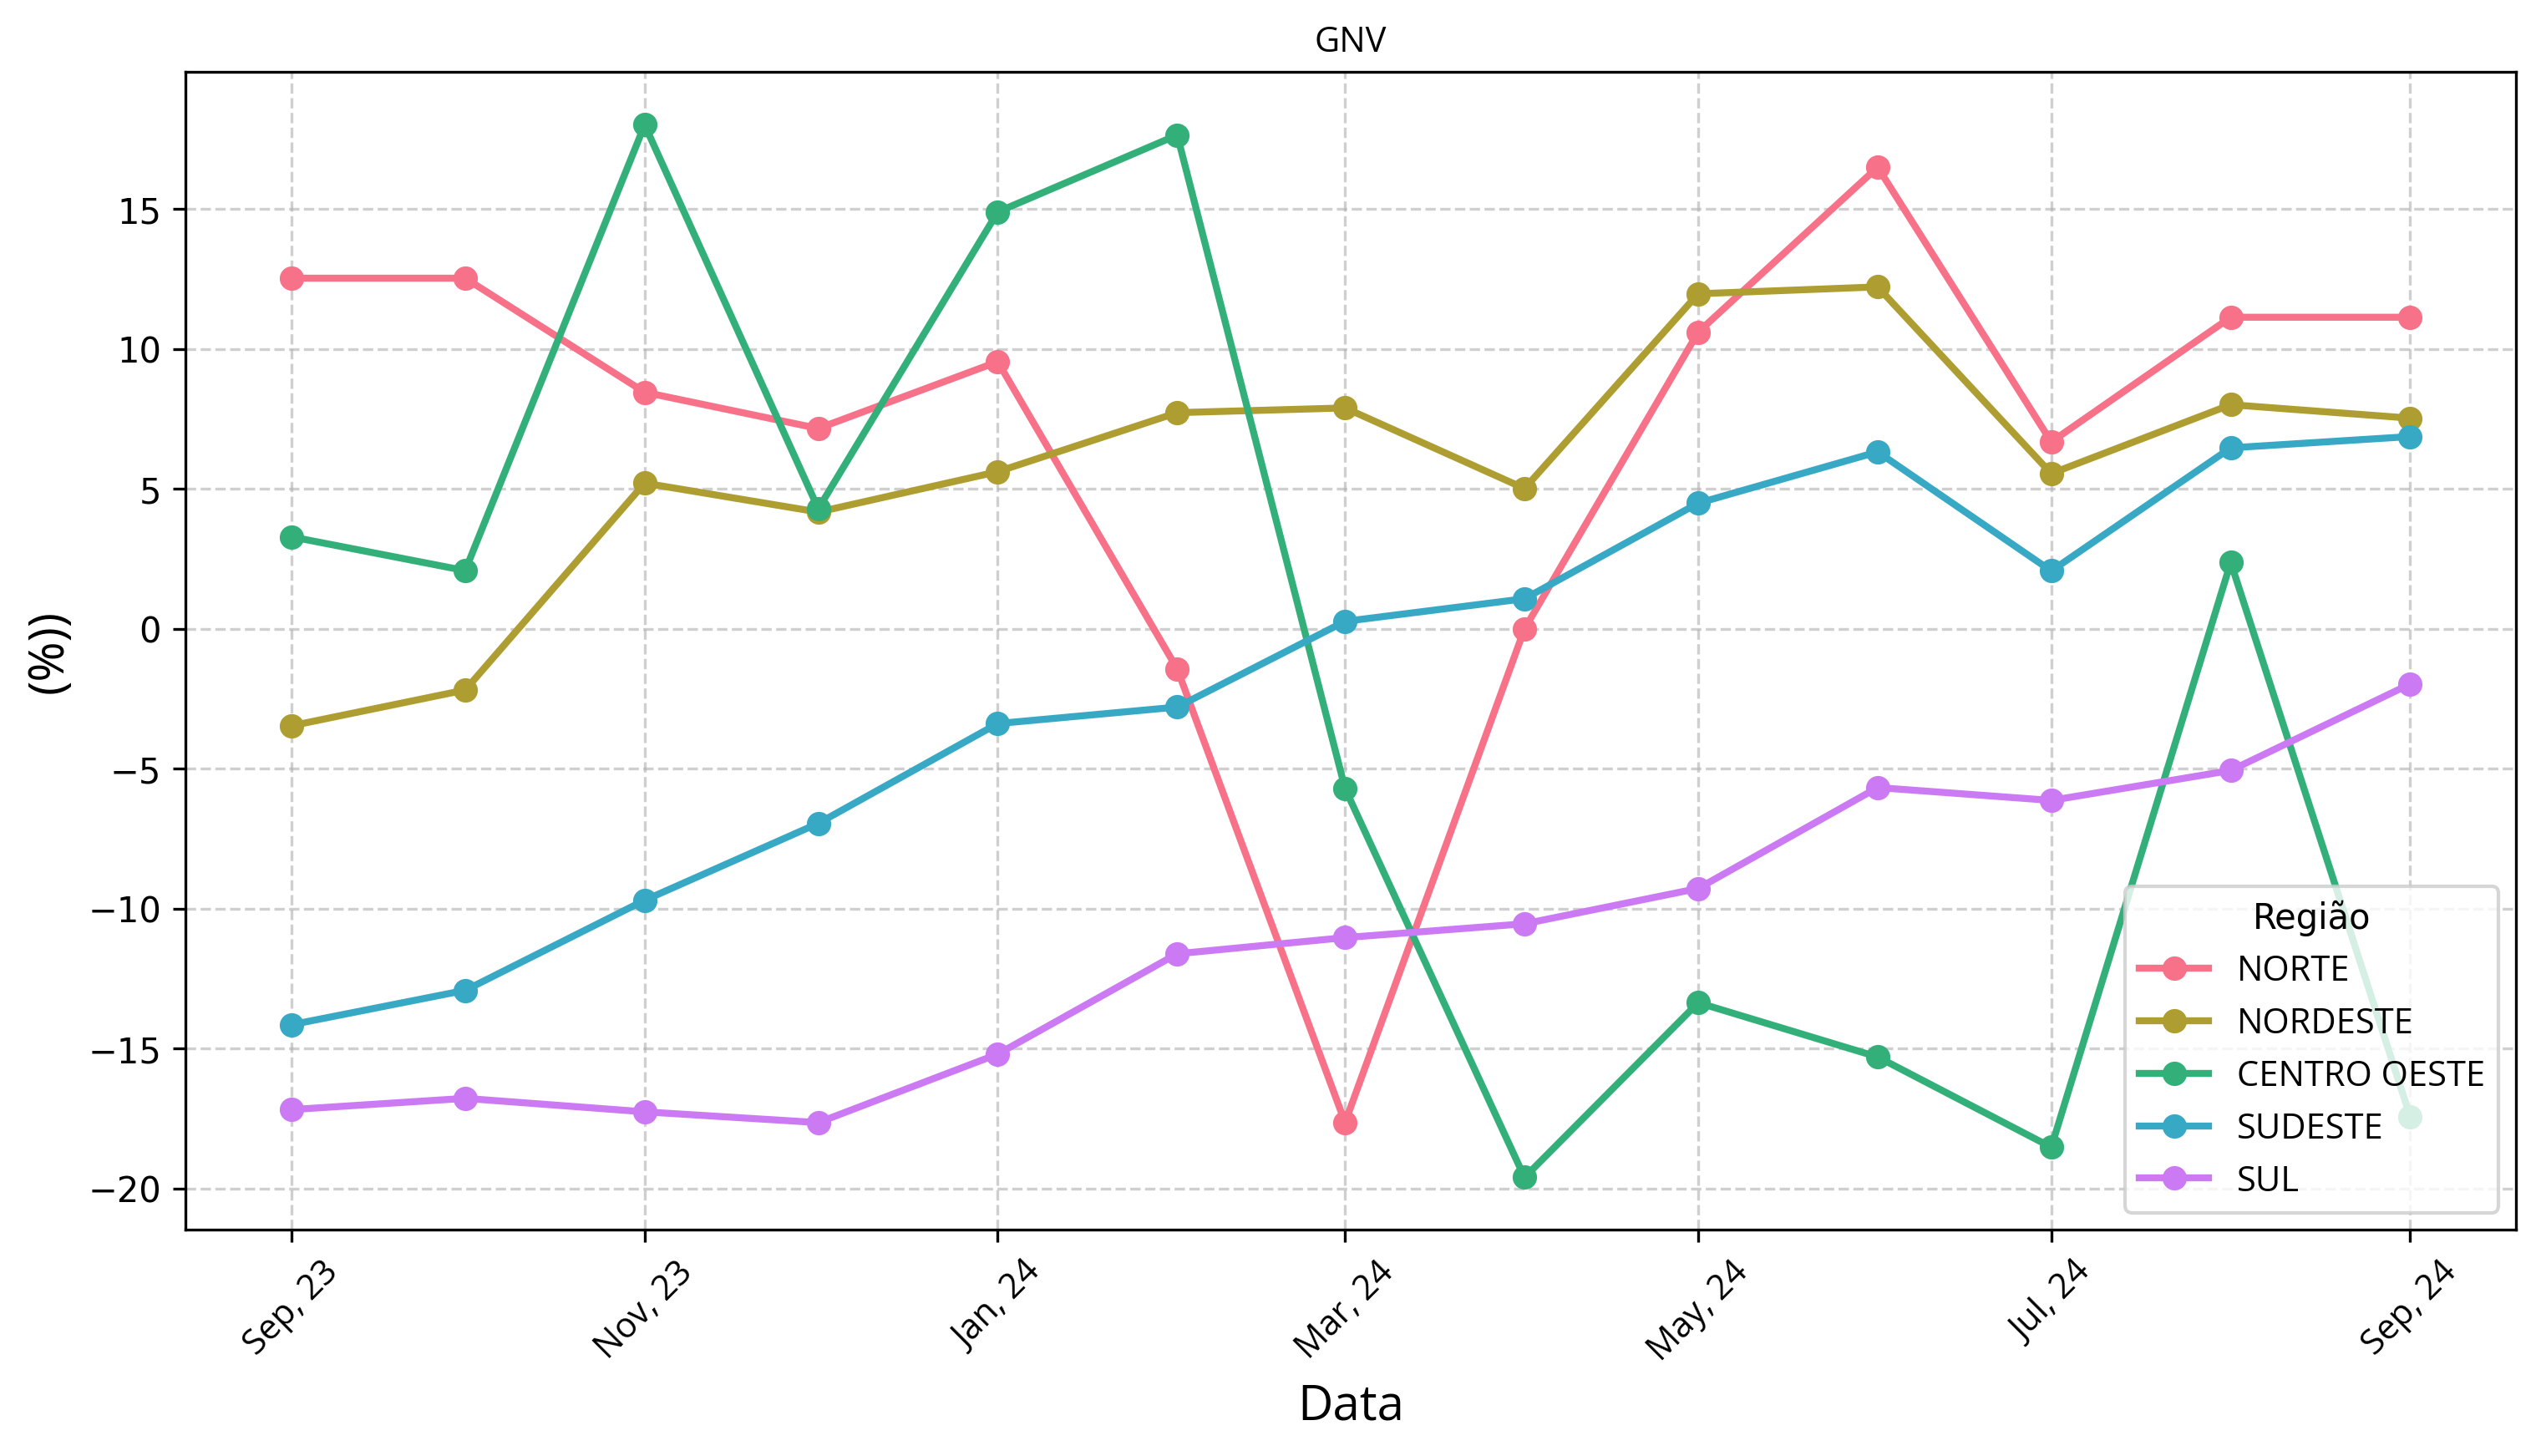 GNV
(%))
15
10
5
0
−5
−10
−15
−20
Sep, 23
Nov, 23
Jan, 24
Mar, 24
May, 24
Jul, 24
Sep, 24
Data
Região
NORTE
NORDESTE
CENTRO OESTE
SUDESTE
SUL